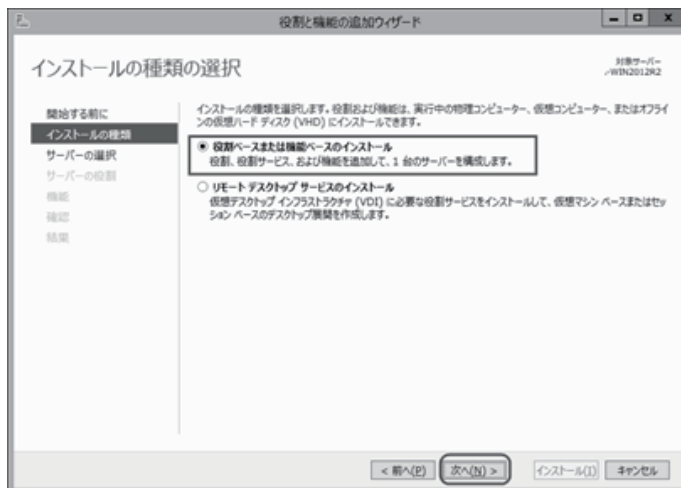 役割と機能の追加ウィザード
インストールの種類の選択
対象サーバー
WIN2012R2
開始する前に
インストールの種類
サーバーの選択
サーバーの役割
機能
確認
結果
インストールの種類を選択します。役割および機能は、実行中の物理コンピューター、仮想コンピューター、またはオフライ
ンの仮想ハード ディスク (VHD) にインストールできます。
役割ベースまたは機能ベースのインストール
役割、役割サービス、および機能を追加して、1 台のサーバーを構成します。
リモート デスクトップ サービスのインストール
仮想デスクトップ インフラストラクチャ (VDI) に必要な役割サービスをインストールして、仮想マシン ベースまたはセッ
ション ベースのデスクトップ展開を作成します。
< 前へ(P)
次へ(N) >
インストール(I)
キャンセル